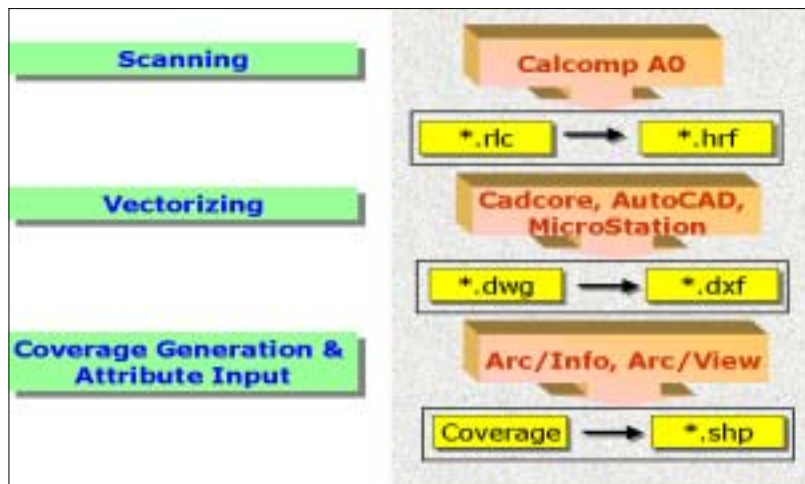 Scanning
Calcomp A0
*.rlc *.hrf
Vectorizing
Cadcore, AutoCAD,
MicroStation
*.dwg *.dxf
Coverage Generation &
Attribute Input
Arc/Info, Arc/View
Coverage *.shp